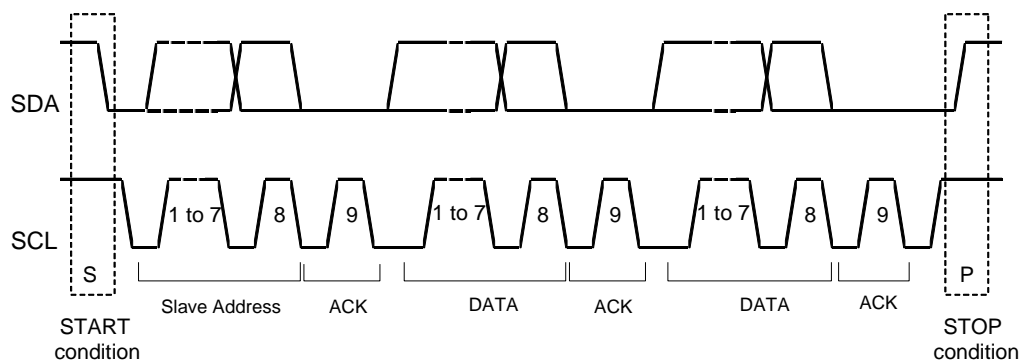 SDA
1 to 7 8 9 1 to 7 8 9 1 to 7 8 9
SCL
S P
Slave Address ACK DATA ACK DATA ACK
START STOP
condition condition